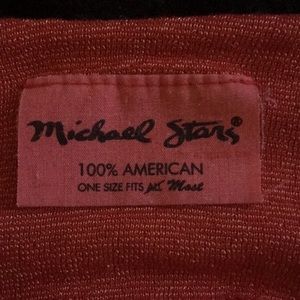 Michael Stars®
100% AMERICAN
ONE SIZE FITS Most